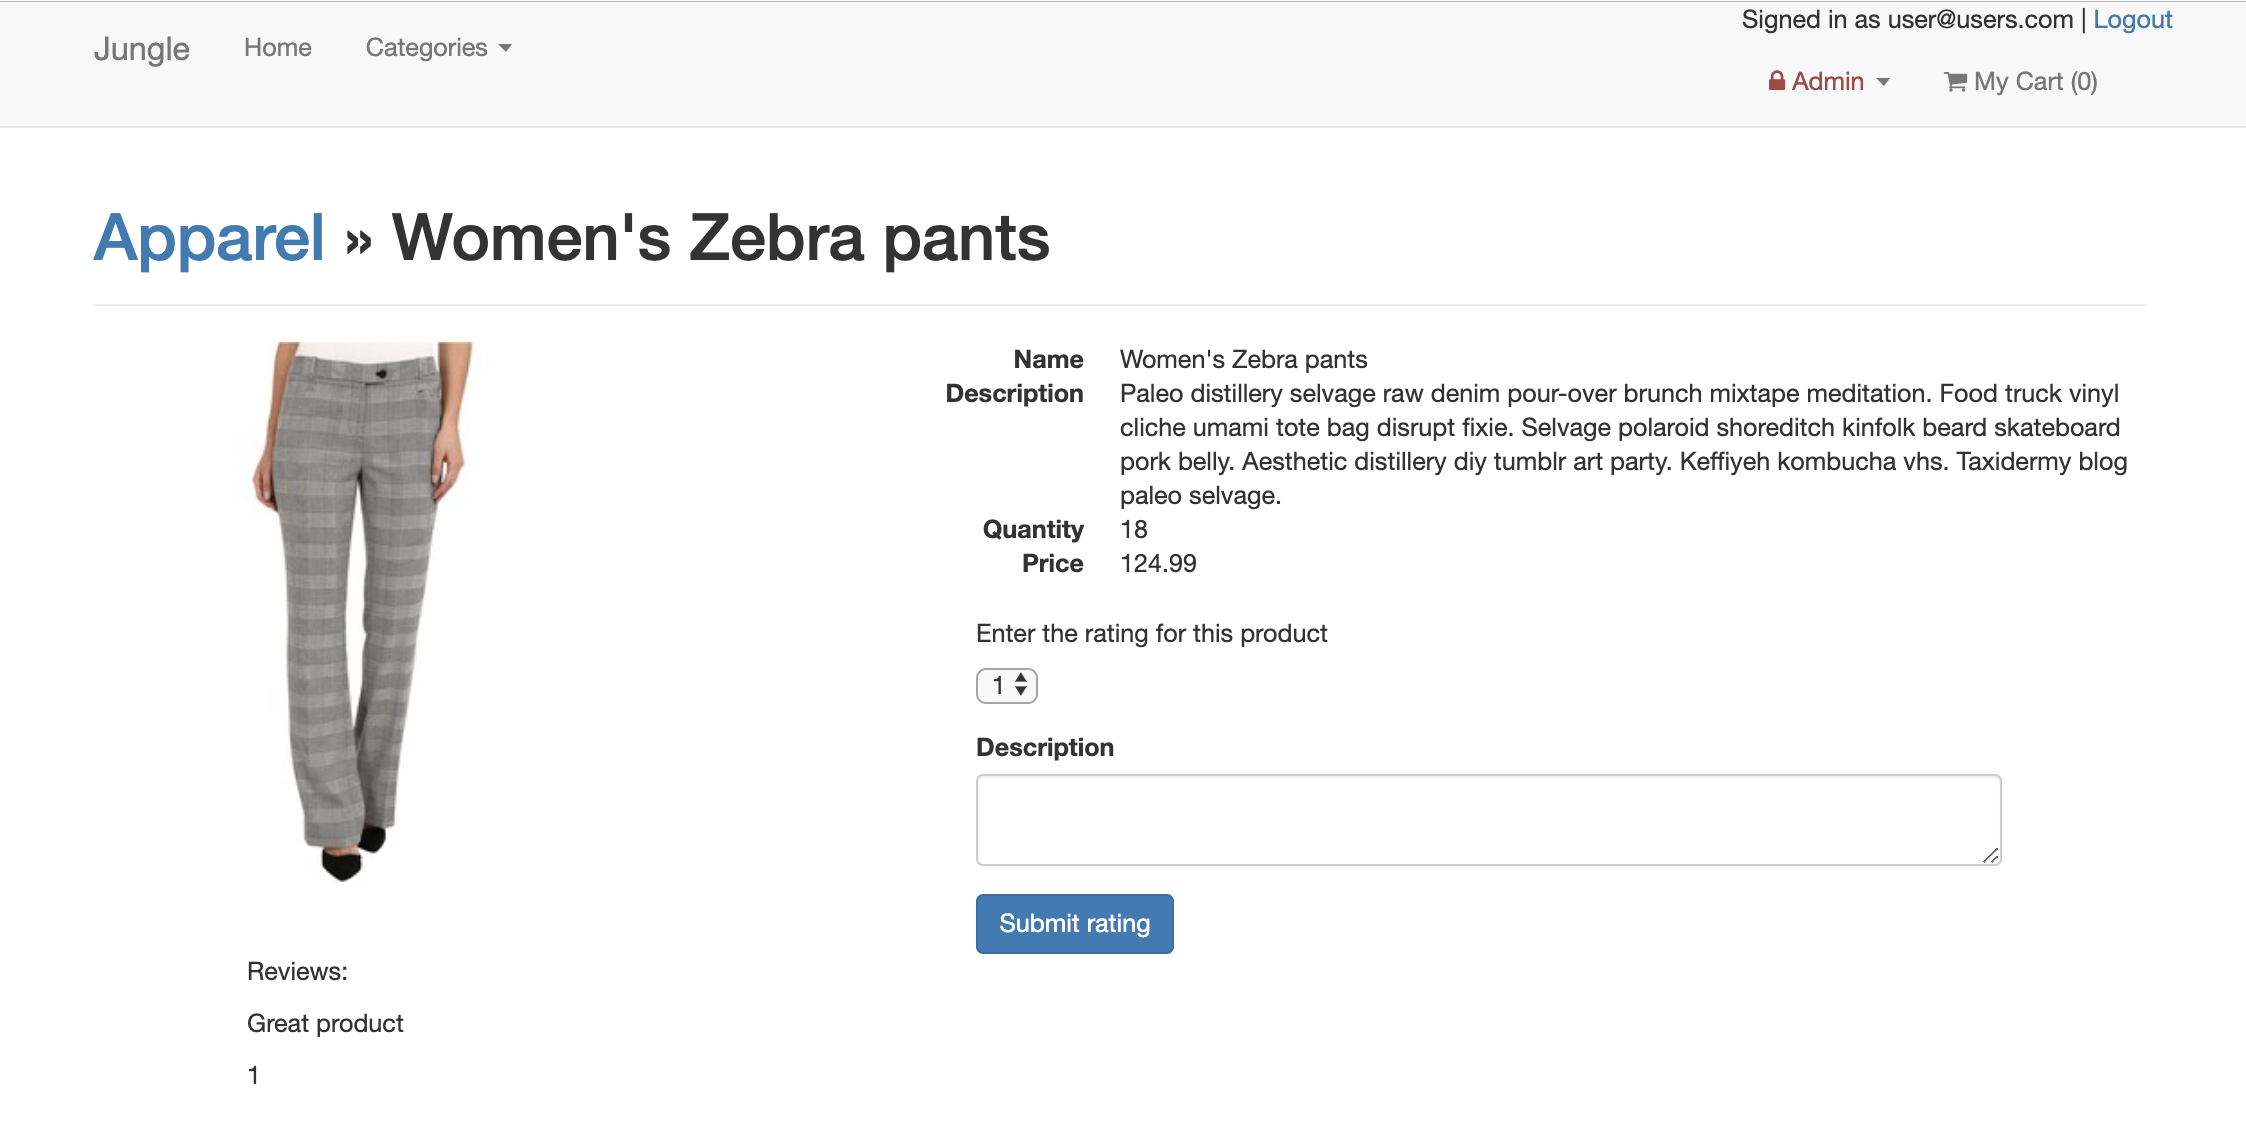 Signed in as user@users.com | Logout
Jungle Home Categories
Admin My Cart (0)
Apparel » Women's Zebra pants
Name Women's Zebra pants
Description Paleo distillery selvage raw denim pour-over brunch mixtape meditation. Food truck vinyl
cliche umami tote bag disrupt fixie. Selvage polaroid shoreditch kinfolk beard skateboard
pork belly. Aesthetic distillery diy tumblr art party. Keffiyeh kombucha vhs. Taxidermy blog
paleo selvage.
Quantity 18
Price 124.99
Enter the rating for this product
1
Description
Submit rating
Reviews:
Great product
1